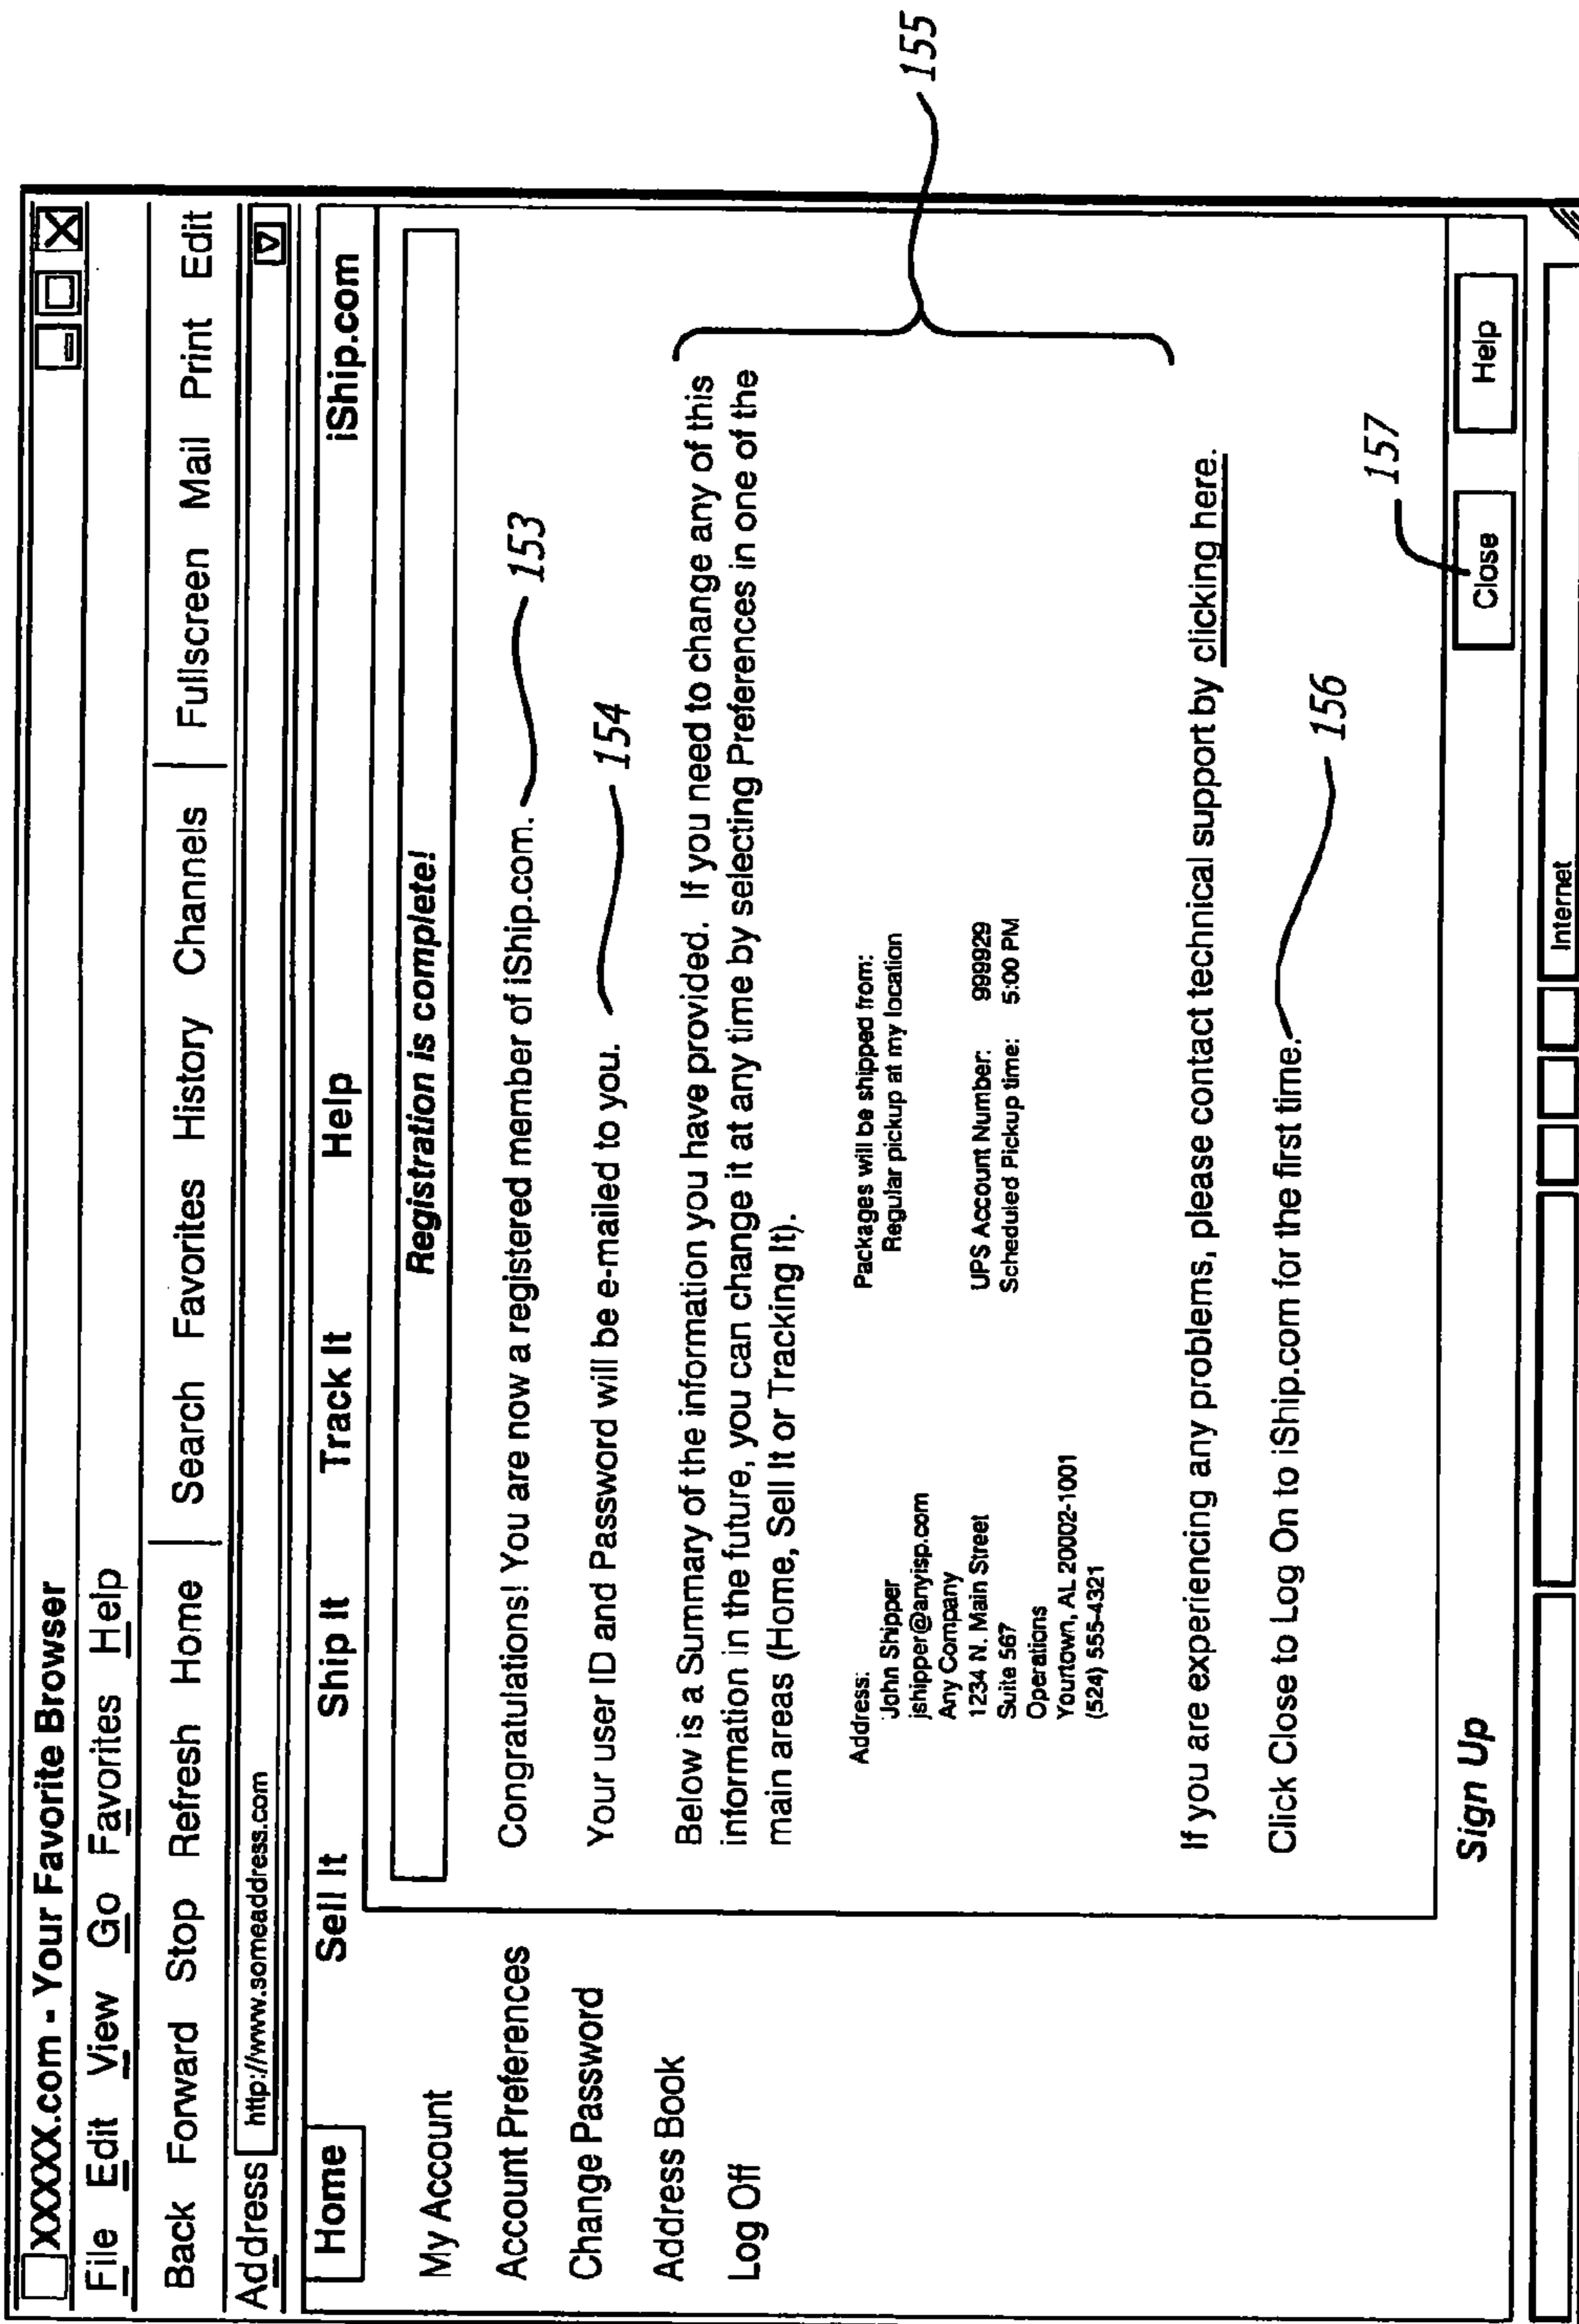 XXXXX.com - Your Favorite Browser
File Edit View Go Favorites Help
Back Forward Stop Refresh Home Search Favorites History Channels Fullscreen Mail Print Edit
Address http://www.someaddress.com
Home Sell It Ship It Track It Help iShip.com
My Account
Account Preferences
Change Password
Address Book
Log Off
Registration is complete!
Congratulations! You are now a registered member of iShip.com. 153
Your user ID and Password will be e-mailed to you. 154
Below is a Summary of the information you have provided. If you need to change any of this
information in the future, you can change it at any time by selecting Preferences in one of the
main areas (Home, Sell It or Tracking It).
155
Address:
John Shipper
jshipper@anyisp.com
Any Company
1234 N. Main Street
Suite 567
Operations
Yourtown, AL 20002-1001
(524) 555-4321
Packages will be shipped from:
Regular pickup at my location
UPS Account Number: 999929
Scheduled Pickup time: 5:00 PM
If you are experiencing any problems, please contact technical support by clicking here.
Click Close to Log On to iShip.com for the first time. 156
157
Sign Up Close Help
Internet